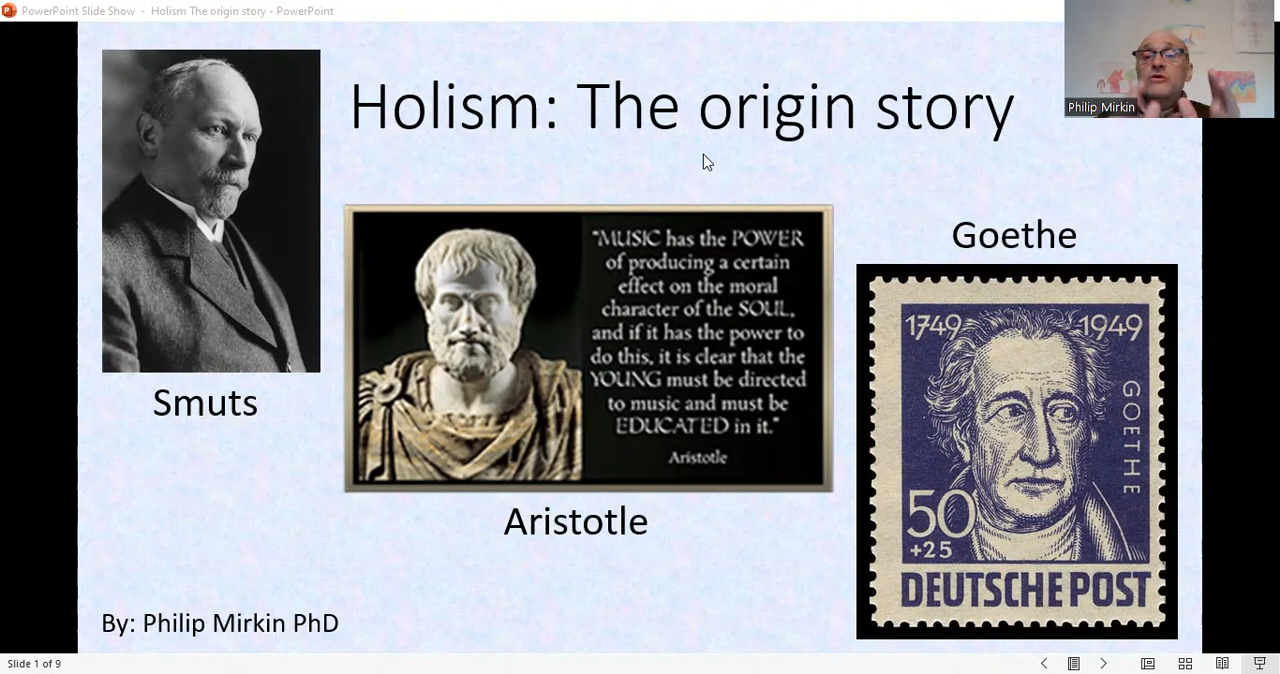 PowerPoint Slide Show - Holism The origin story - PowerPoint
Philip Mirkin
Holism: The origin story
Smuts
"MUSIC has the POWER
of producing a certain
effect on the moral
character of the SOUL,
and if it has the power to
do this, it is clear that the
YOUNG must be directed
to music and must be
EDUCATED in it."
Aristotle
Aristotle
Goethe
1749 1949
GOETHE
50
+25
DEUTSCHE POST
By: Philip Mirkin PhD
Slide 1 of 9